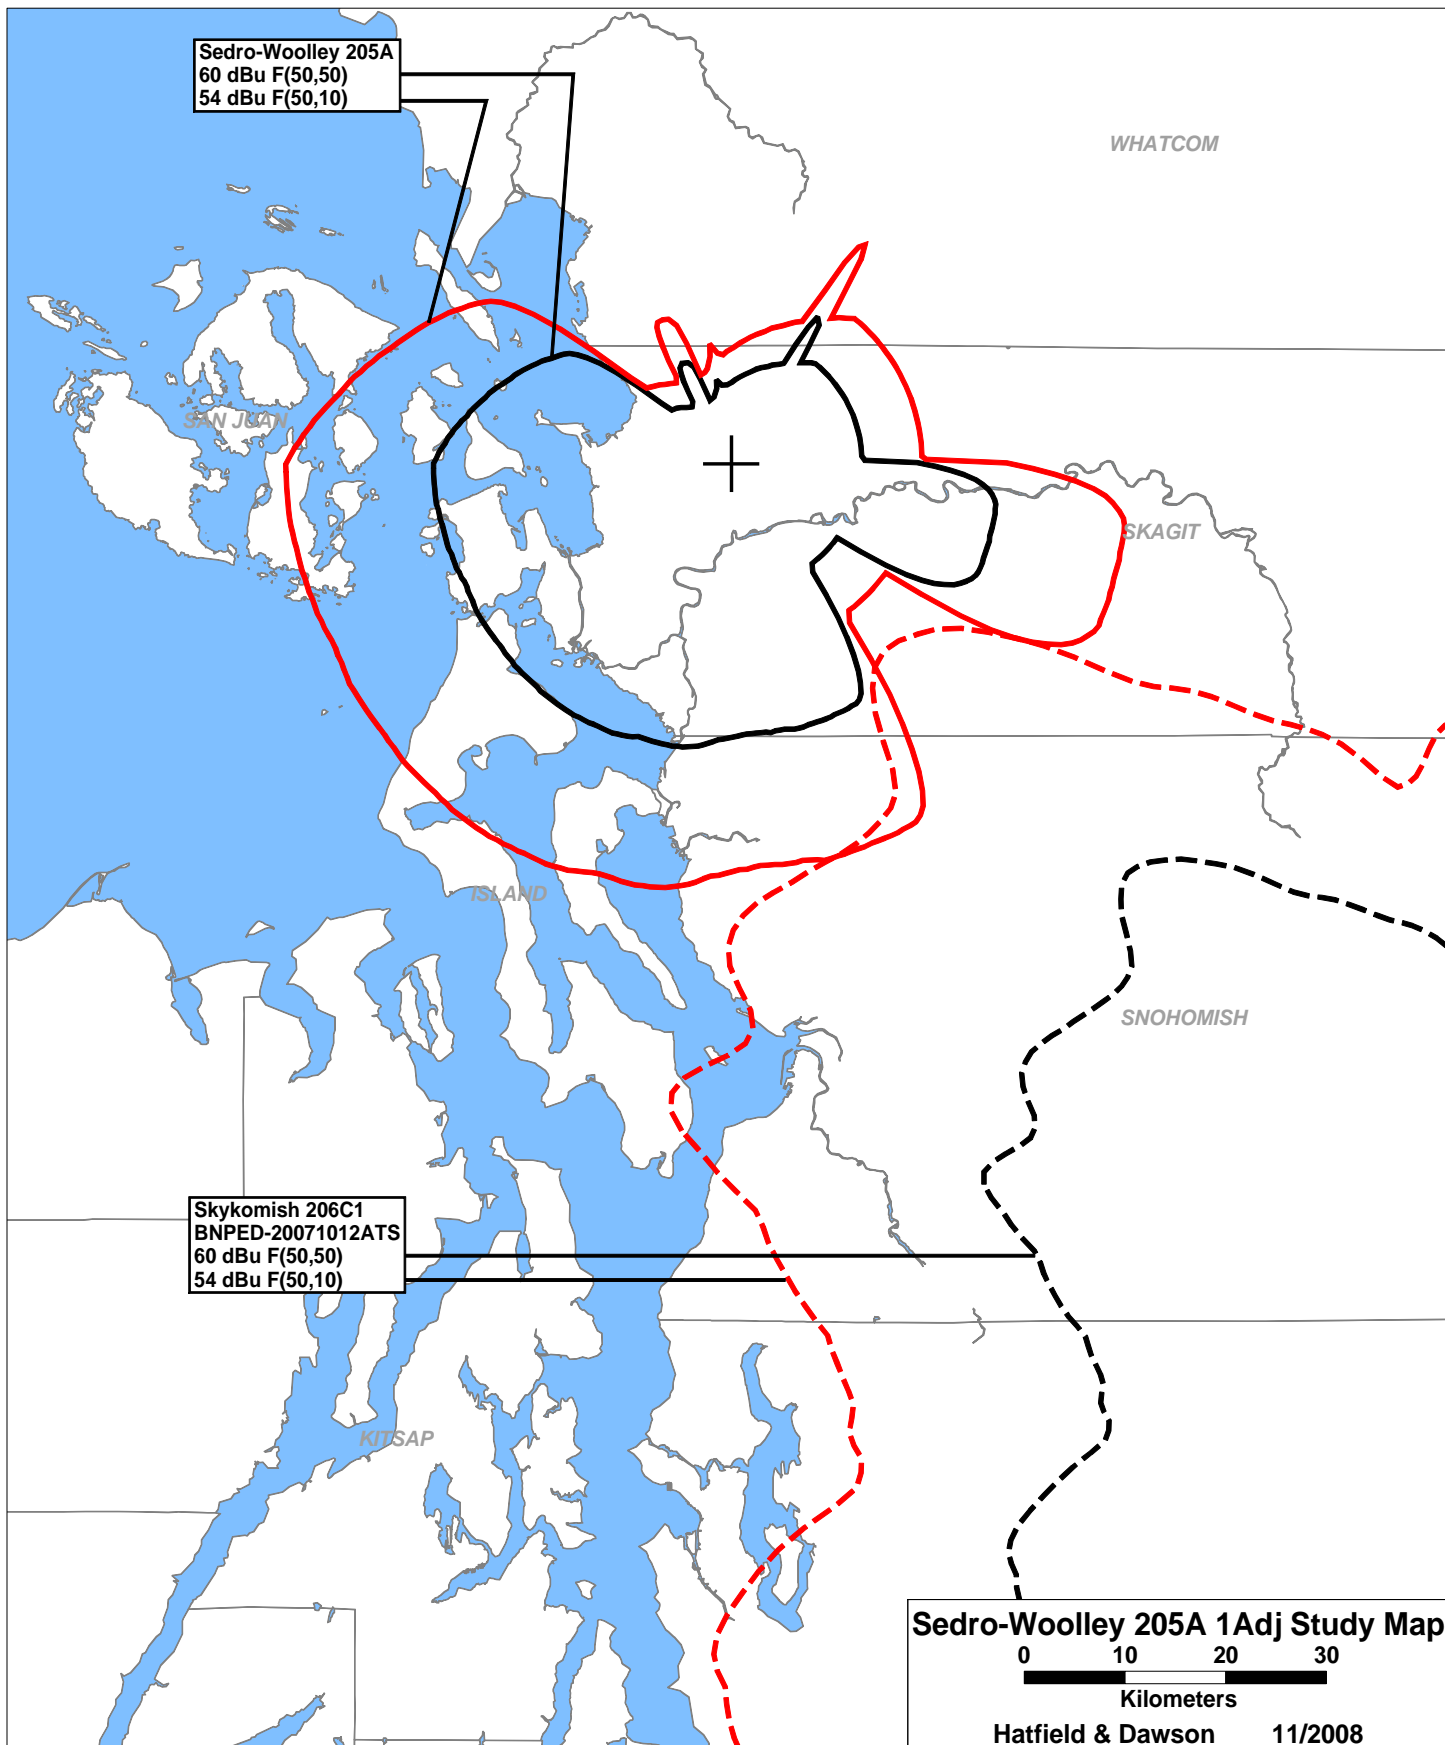 Sedro-Woolley 205A
60 dBu F(50,50)
54 dBu F(50,10)
WHATCOM
SAN JUAN
SKAGIT
ISLAND
SNOHOMISH
Skykomish 206C1
BNPED-20071012ATS
60 dBu F(50,50)
54 dBu F(50,10)
KITSAP
Sedro-Woolley 205A 1Adj Study Map
0 10 20 30
Kilometers
Hatfield & Dawson 11/2008